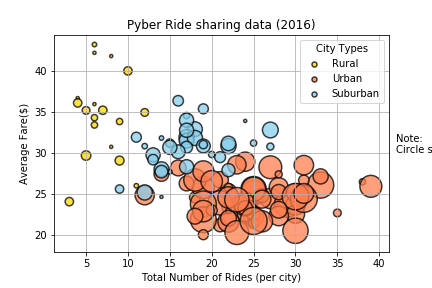 Pyber Ride sharing data (2016)
City Types
Rural
Urban
Suburban
Average Fare($)
40
35
30
25
20
5 10 15 20 25 30 35 40
Total Number of Rides (per city)
Note:
Circle s